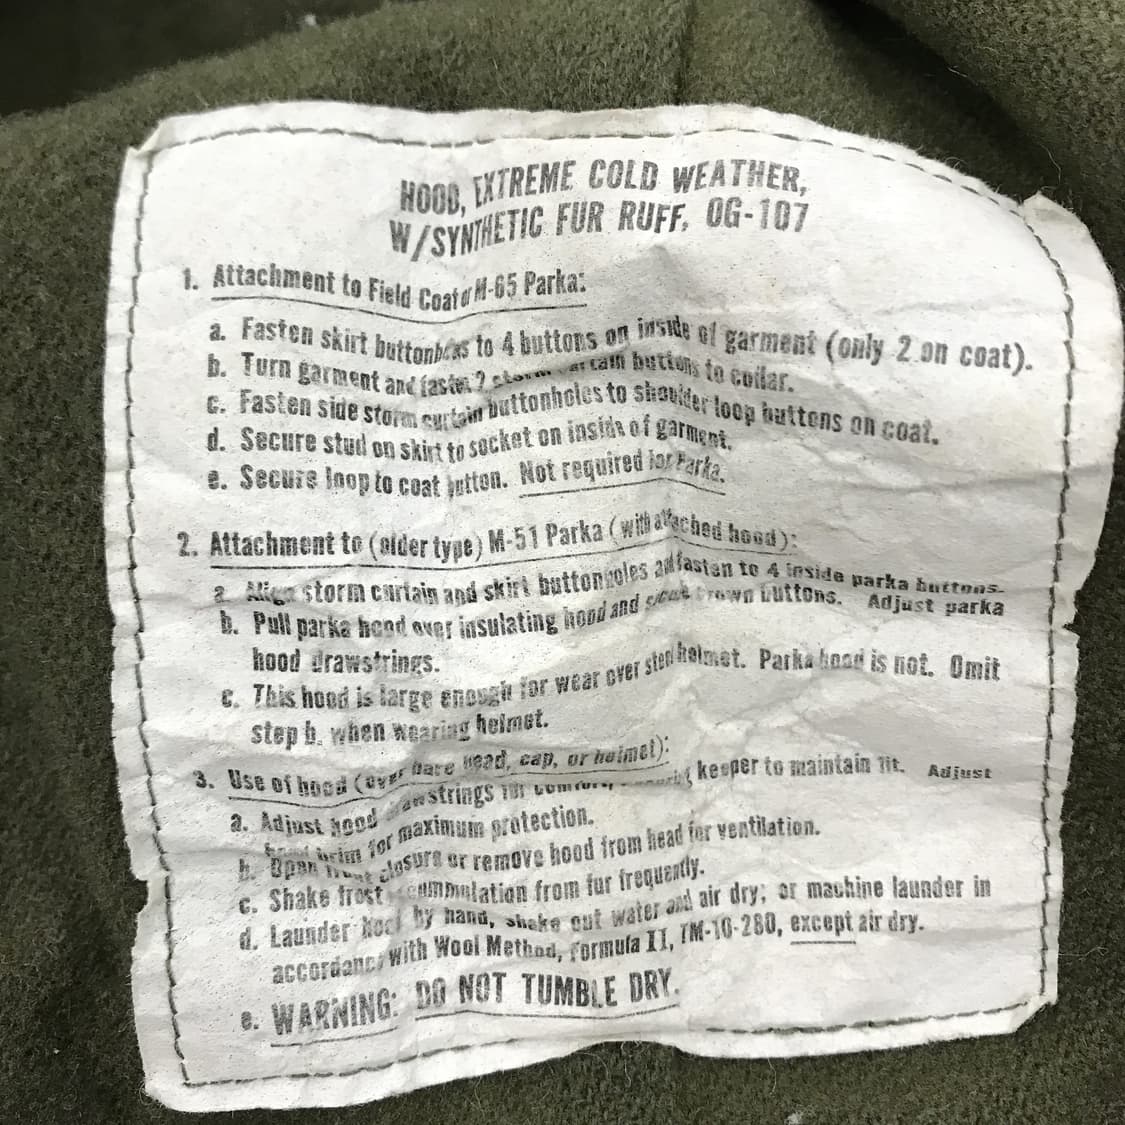 HOOD, EXTREME COLD WEATHER,
W/SYNTHETIC FUR RUFF, OG-107
1. Attachment to Field Coat or M-65 Parka:
a. Fasten skirt buttonholes to 4 buttons on inside of garment (only 2 on coat).
b. Turn garment and fasten 2 storm curtain buttons to collar.
c. Fasten side storm curtain buttonholes to shoulder loop buttons on coat.
d. Secure stud on skirt to socket on inside of garment.
e. Secure loop to coat button. Not required for Parka.
2. Attachment to (older type) M-51 Parka (with attached hood):
a. Align storm curtain and skirt buttonholes and fasten to 4 inside parka buttons.
b. Pull parka hood over insulating hood and crown buttons. Adjust parka
hood drawstrings.
c. This hood is large enough for wear over steel helmet. Parka hood is not. Omit
step b. when wearing helmet.
3. Use of hood (over bare head, cap, or helmet):
a. Adjust hood drawstrings for comfort, keeper to maintain fit. Adjust
hood brim for maximum protection.
b. Open front closure or remove hood from head for ventilation.
c. Shake frost accumulation from fur frequently.
d. Launder hood by hand, shake out water and air dry; or machine launder in
accordance with Wool Method, Formula II, TM-10-280, except air dry.
e. WARNING: DO NOT TUMBLE DRY.